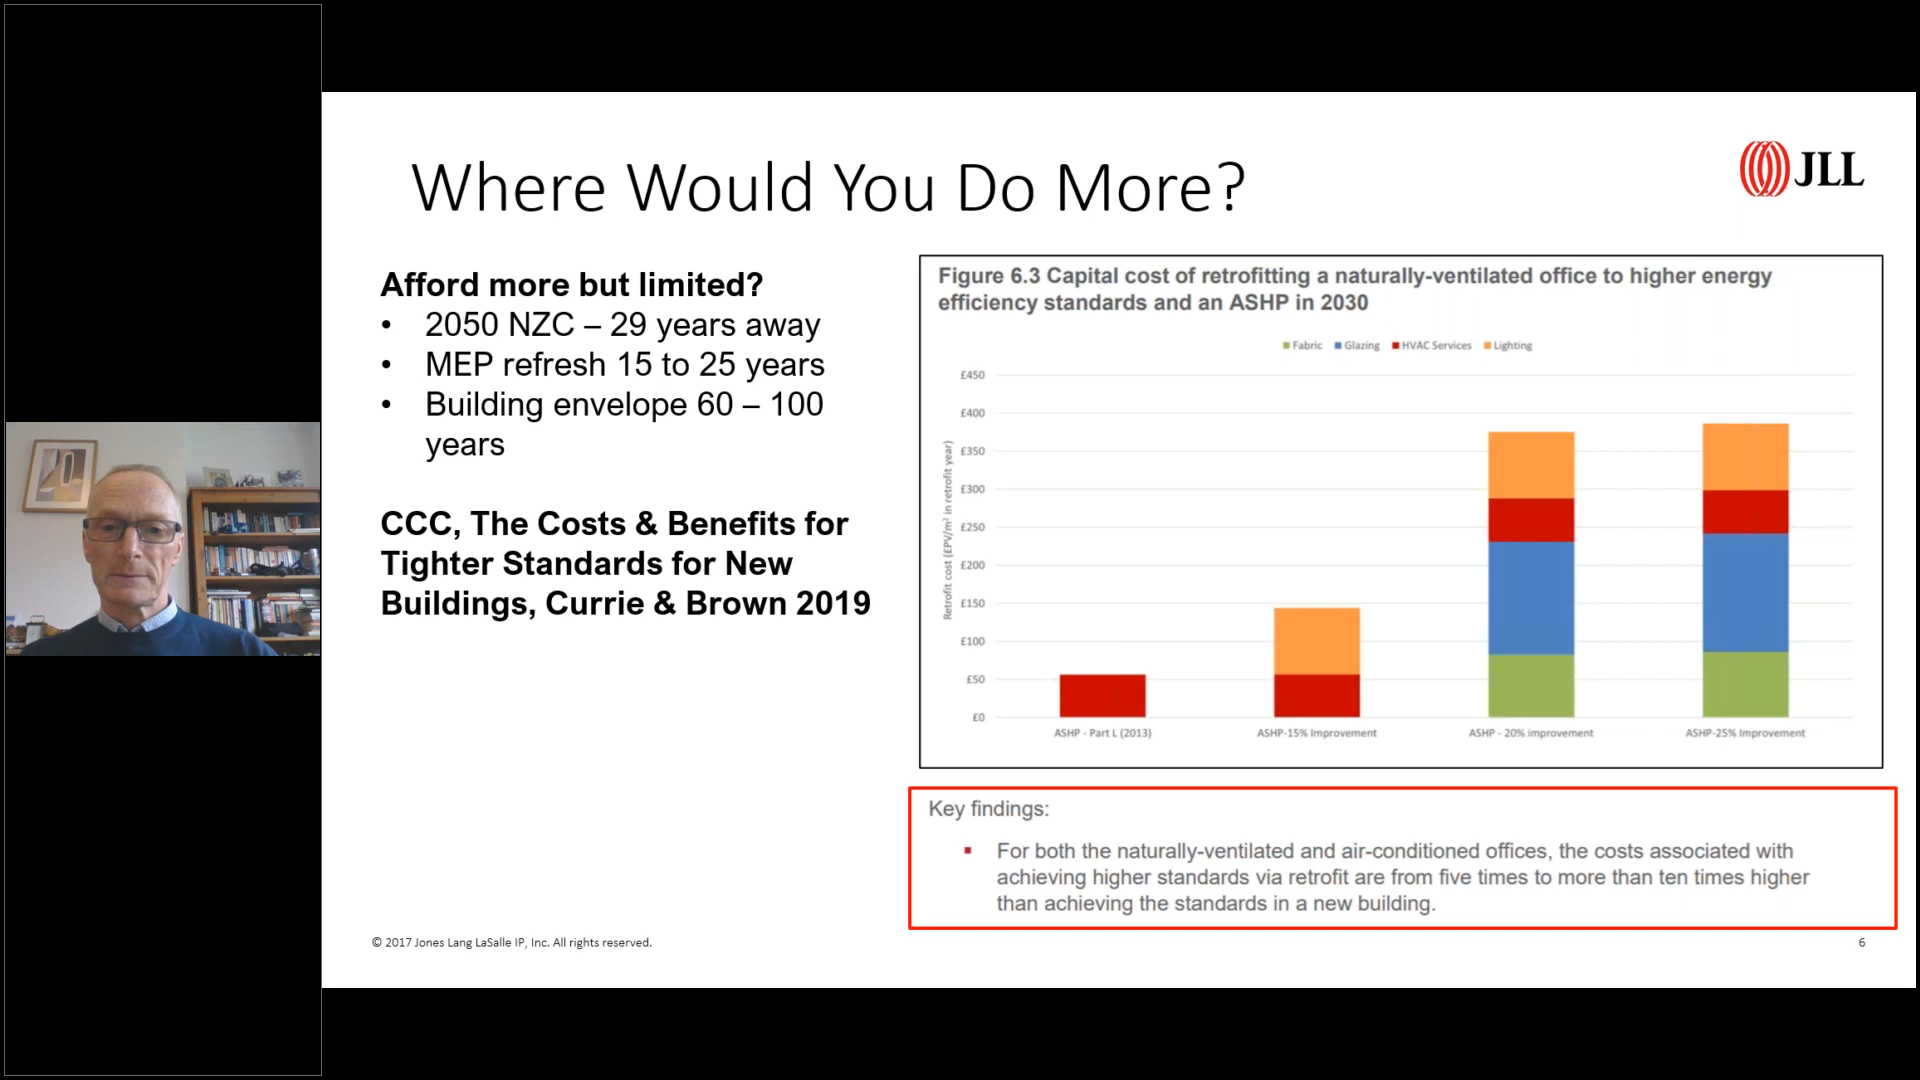 Where Would You Do More?
JLL
Afford more but limited?
• 2050 NZC – 29 years away
• MEP refresh 15 to 25 years
• Building envelope 60 – 100
years
CCC, The Costs & Benefits for
Tighter Standards for New
Buildings, Currie & Brown 2019
Figure 6.3 Capital cost of retrofitting a naturally-ventilated office to higher energy
efficiency standards and an ASHP in 2030
Fabric Glazing HVAC Services Lighting
Retrofit cost (£PV/m² in retrofit year)
£450
£400
£350
£300
£250
£200
£150
£100
£50
£0
ASHP - Part L (2013) ASHP-15% Improvement ASHP - 20% improvement ASHP-25% Improvement
Key findings:
▪ For both the naturally-ventilated and air-conditioned offices, the costs associated with
achieving higher standards via retrofit are from five times to more than ten times higher
than achieving the standards in a new building.
© 2017 Jones Lang LaSalle IP, Inc. All rights reserved.
6